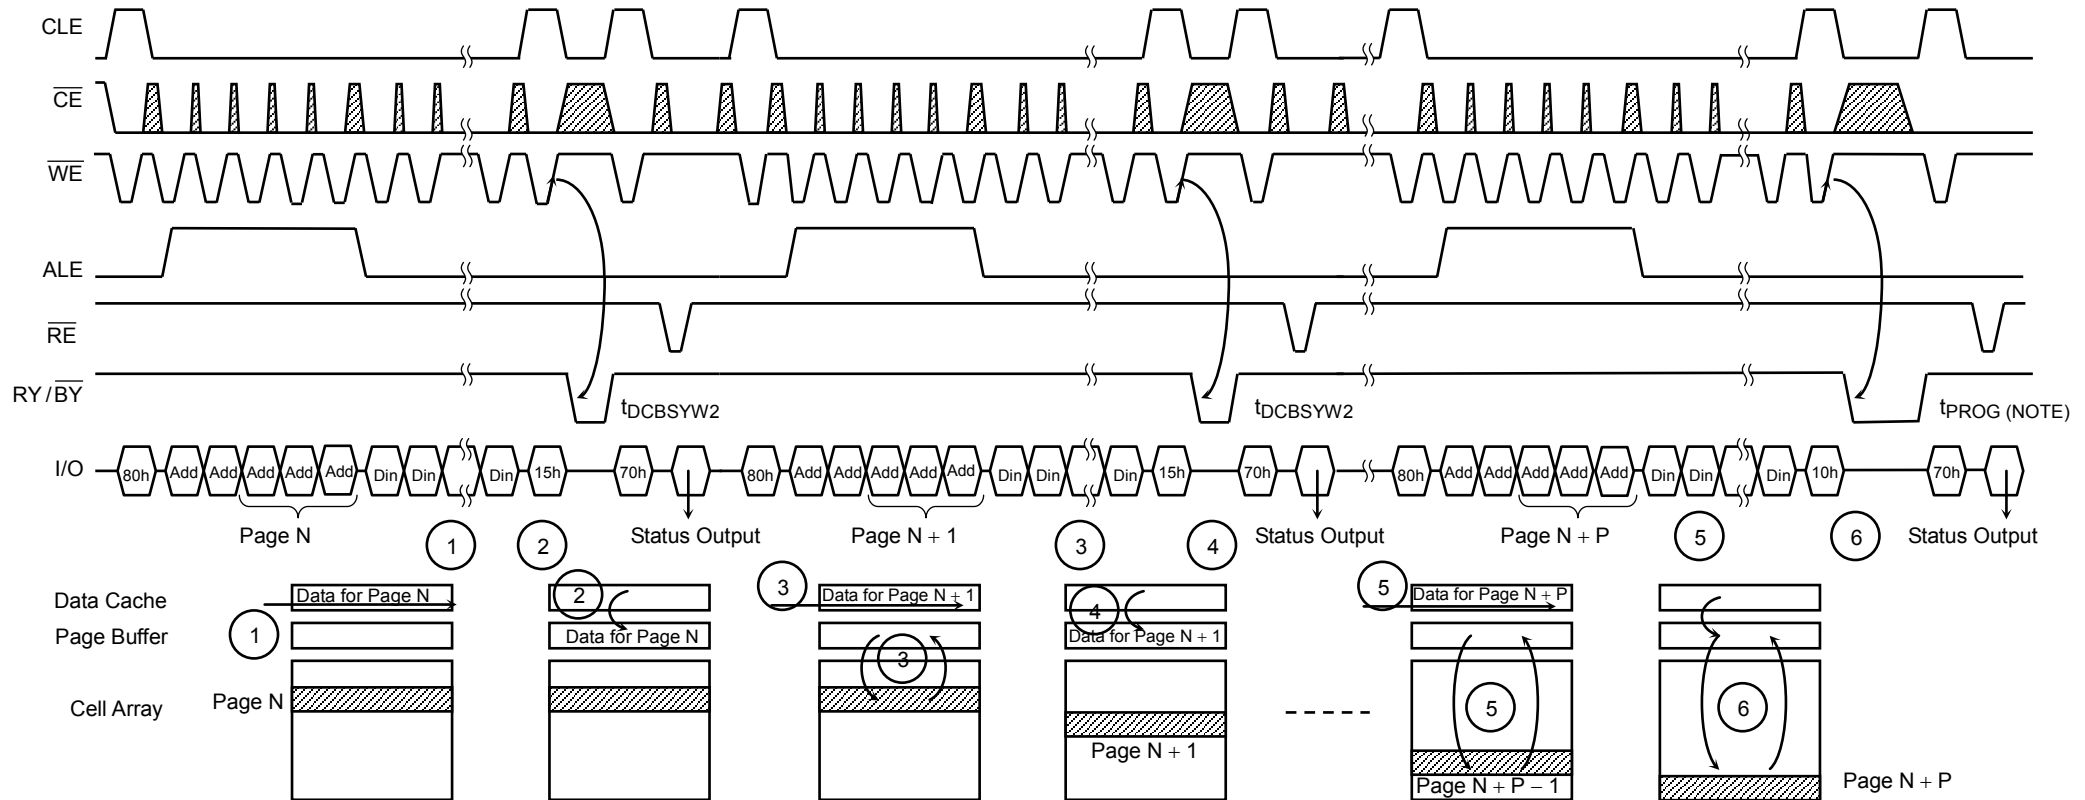 CLE
CE
WE
ALE
RE
RY / BY
tDCBSYW2 tDCBSYW2 tPROG (NOTE)
I/O 80h Add Add Add Add Add Din Din Din 15h 70h 80h Add Add Add Add Add Din Din Din 15h 70h 80h Add Add Add Add Add Din Din Din 10h 70h
Page N 1 2 Status Output Page N + 1 3 4 Status Output Page N + P 5 6 Status Output
Data Cache Data for Page N 2 3 Data for Page N + 1 4 5 Data for Page N + P
Page Buffer 1 Data for Page N 3 Data for Page N + 1
Cell Array Page N 5 6
Page N + 1
Page N + P − 1 Page N + P